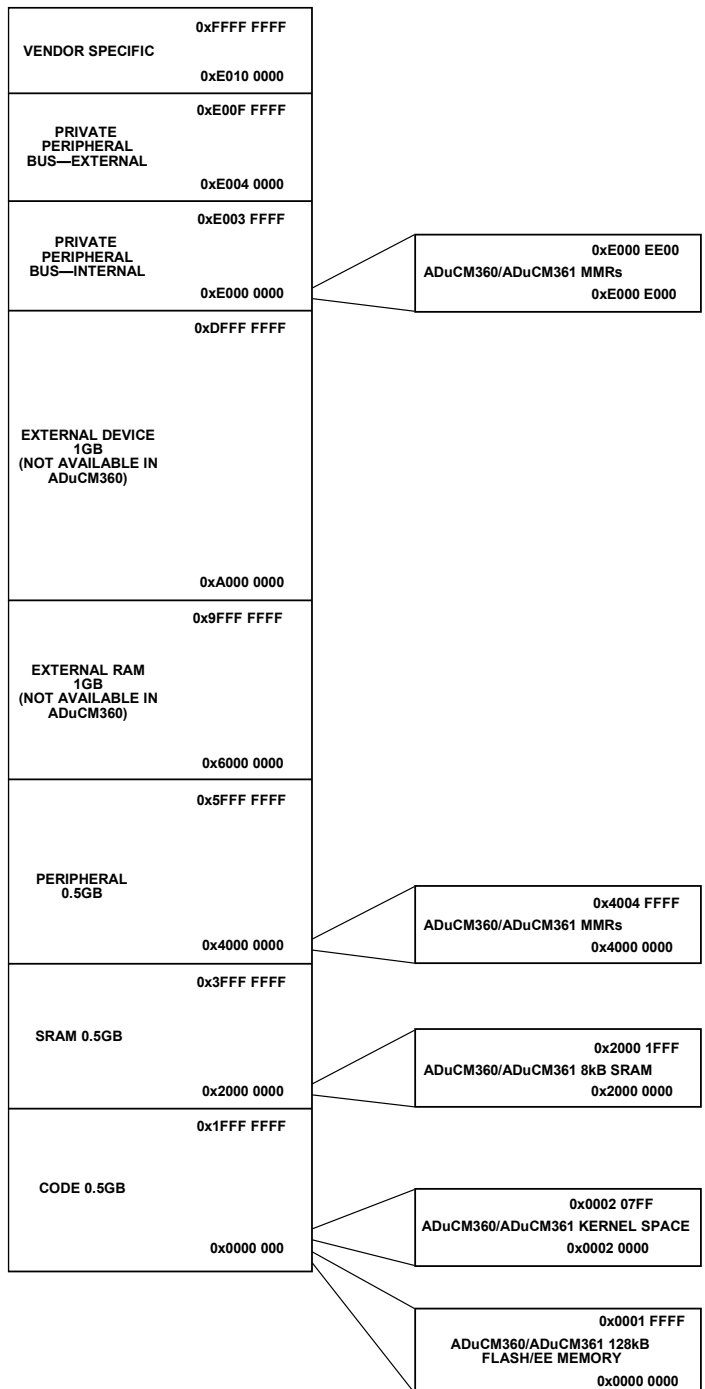 0xFFFF FFFF
VENDOR SPECIFIC
0xE010 0000
0xE00F FFFF
PRIVATE
PERIPHERAL
BUS—EXTERNAL
0xE004 0000
0xE003 FFFF
PRIVATE
PERIPHERAL
BUS—INTERNAL
0xE000 0000
0xE000 EE00
ADuCM360/ADuCM361 MMRs
0xE000 E000
0xDFFF FFFF
EXTERNAL DEVICE
1GB
(NOT AVAILABLE IN
ADuCM360)
0xA000 0000
0x9FFF FFFF
EXTERNAL RAM
1GB
(NOT AVAILABLE IN
ADuCM360)
0x6000 0000
0x5FFF FFFF
PERIPHERAL
0.5GB
0x4000 0000
0x4004 FFFF
ADuCM360/ADuCM361 MMRs
0x4000 0000
0x3FFF FFFF
SRAM 0.5GB
0x2000 0000
0x2000 1FFF
ADuCM360/ADuCM361 8kB SRAM
0x2000 0000
0x1FFF FFFF
CODE 0.5GB
0x0000 000
0x0002 07FF
ADuCM360/ADuCM361 KERNEL SPACE
0x0002 0000
0x0001 FFFF
ADuCM360/ADuCM361 128kB
FLASH/EE MEMORY
0x0000 0000